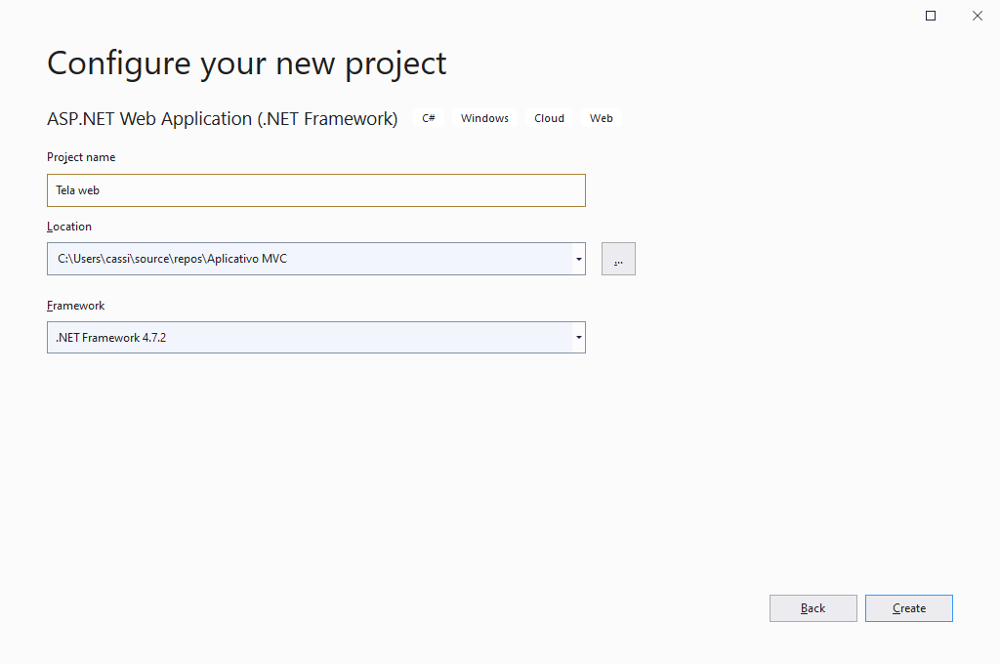 Configure your new project
ASP.NET Web Application (.NET Framework) C# Windows Cloud Web
Project name
Tela web
Location
C:\Users\cassi\source\repos\Aplicativo MVC
...
Framework
.NET Framework 4.7.2
Back Create